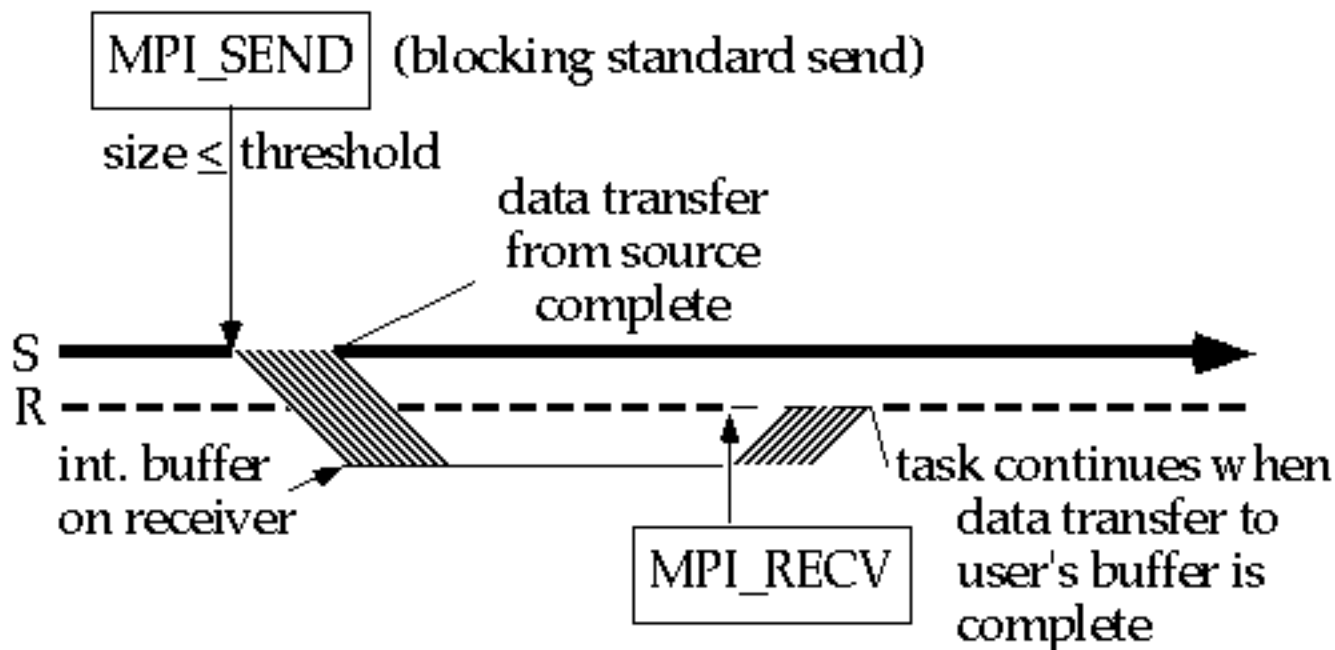 MPI_SEND (blocking standard send)
size ≤ threshold
data transfer
from source
complete
S
R
int. buffer
on receiver
task continues when
data transfer to
user's buffer is
complete
MPI_RECV